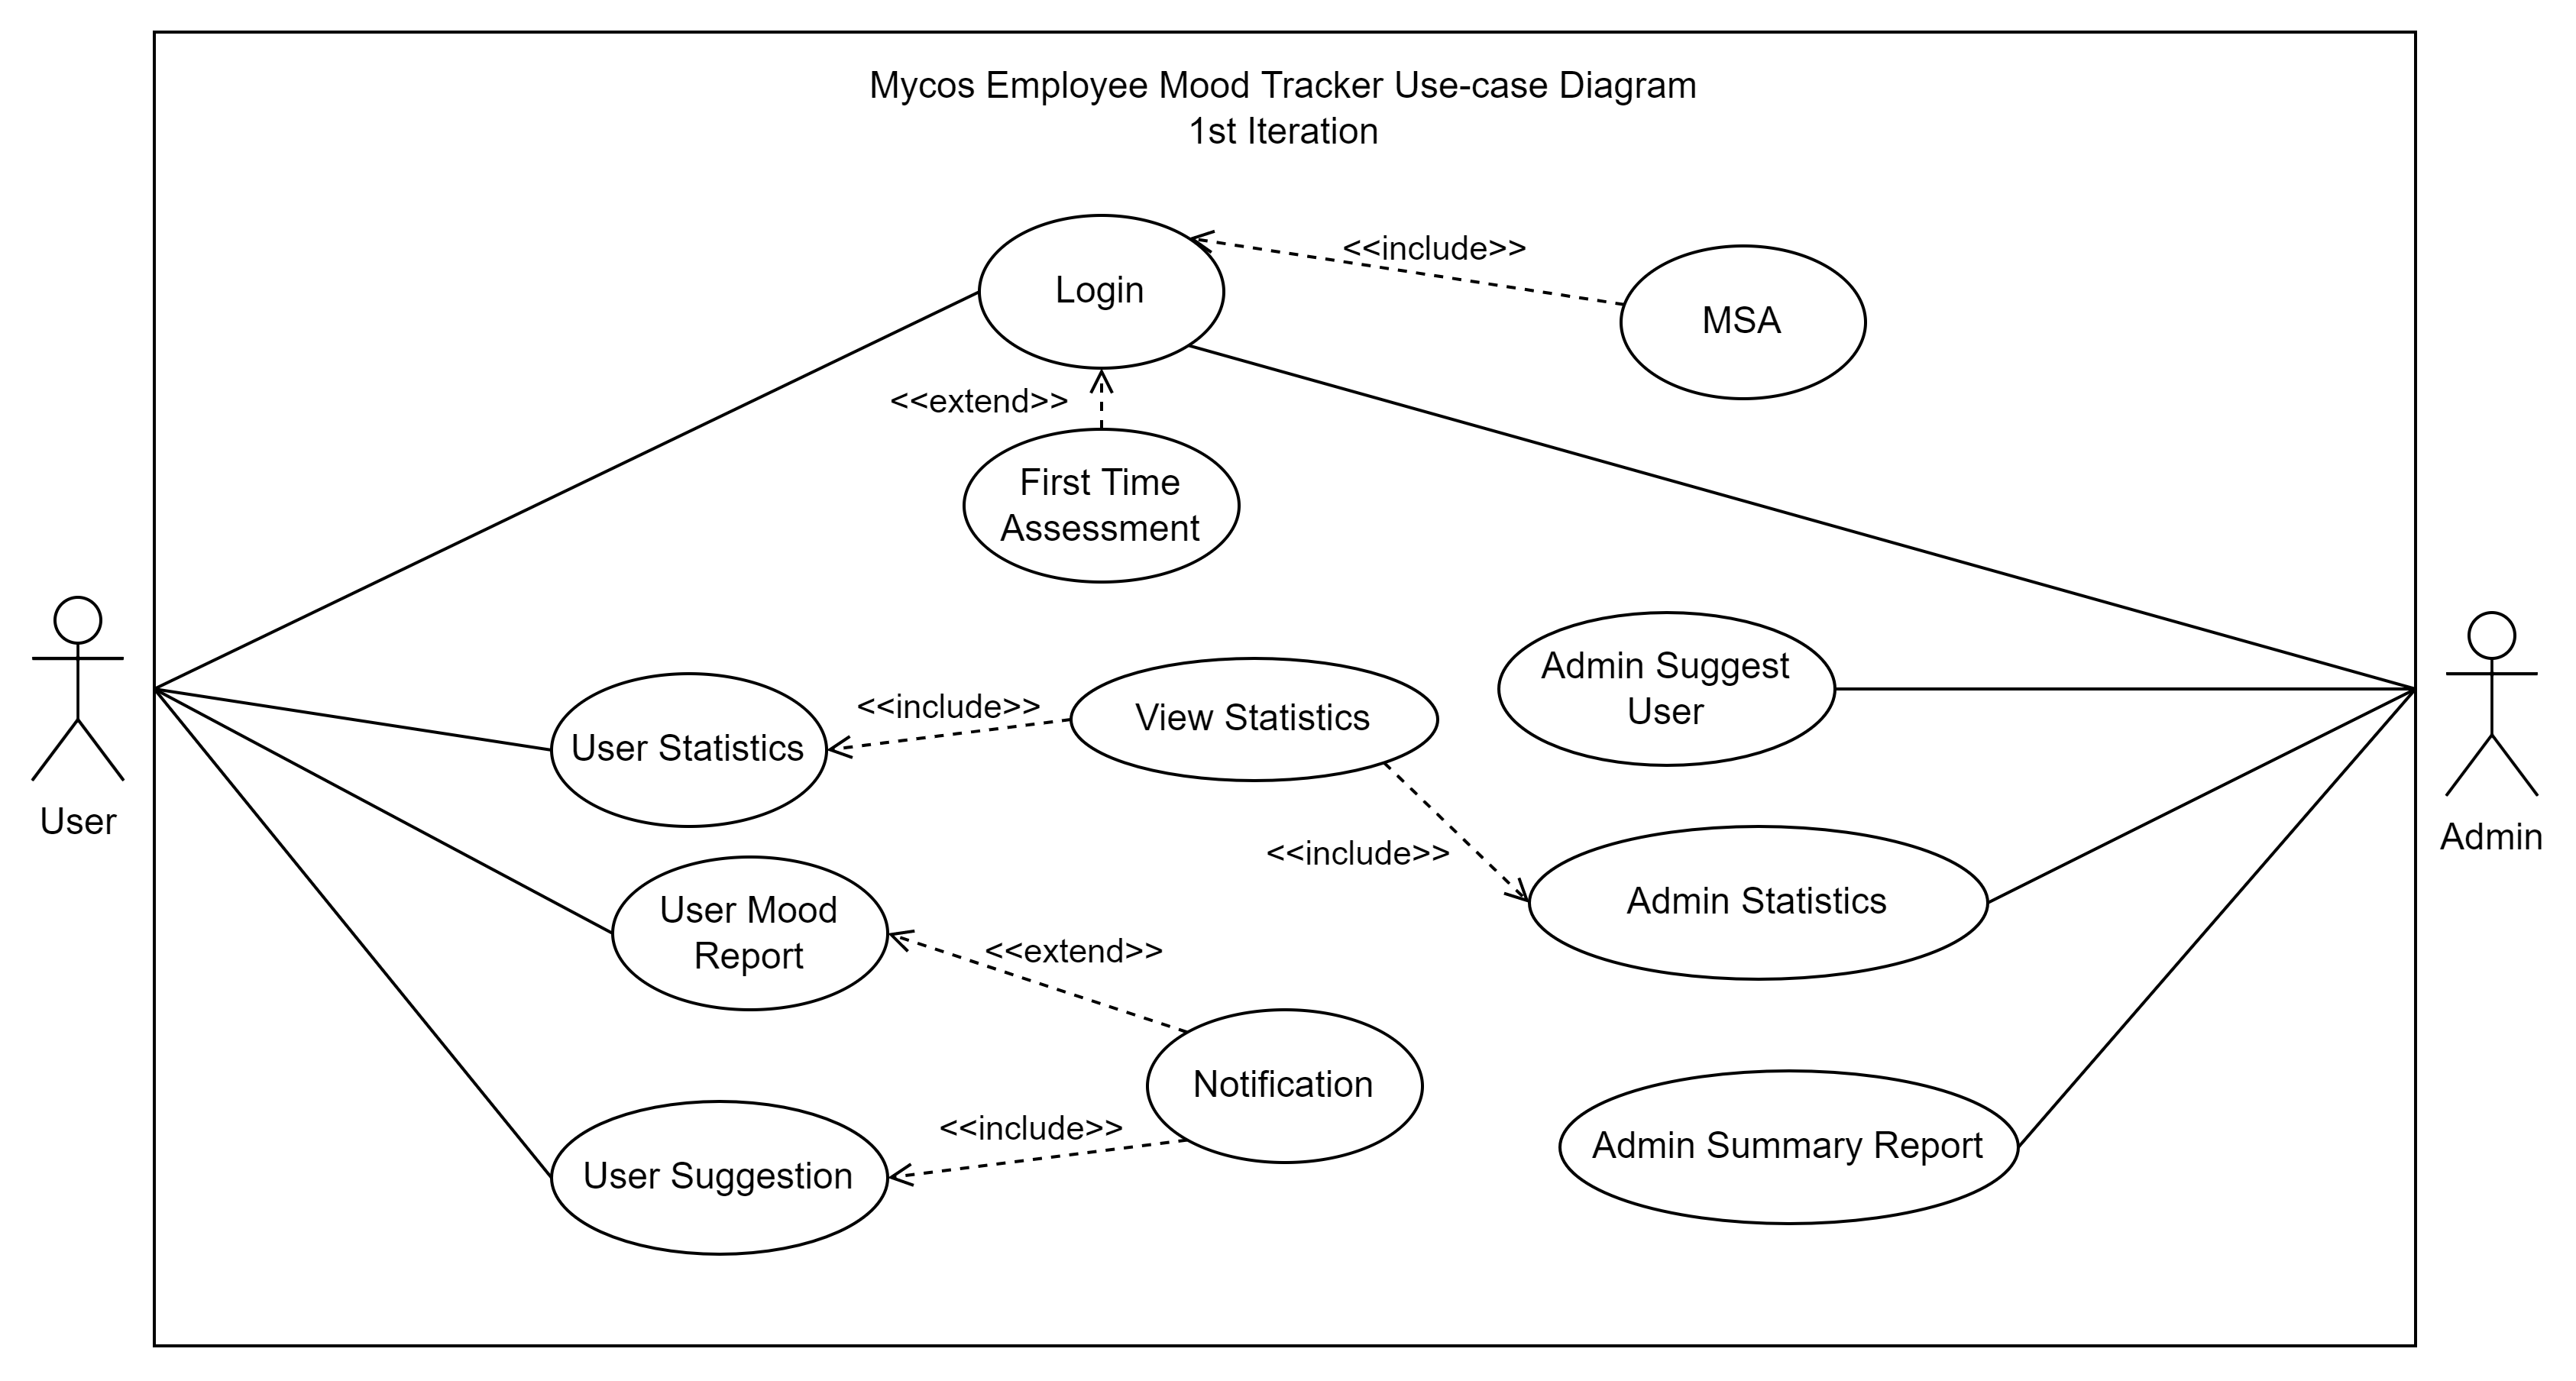 Mycos Employee Mood Tracker Use-case Diagram
1st Iteration
<<include>>
Login
MSA
<<extend>>
First Time
Assessment
Admin Suggest
User
<<include>>
View Statistics
User Statistics
User
Admin
<<include>>
Admin Statistics
User Mood
Report
<<extend>>
Notification
<<include>>
Admin Summary Report
User Suggestion